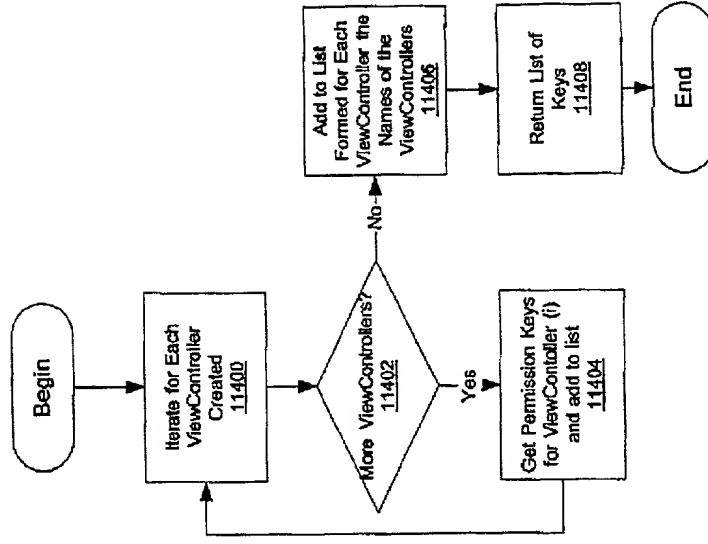 Begin
Iterate for Each
ViewController
Created
11400
More ViewControllers?
11402
Yes
Get Permission Keys
for ViewContoller (i)
and add to list
11404
No
Add to List
Formed for Each
ViewController the
Names of the
ViewControllers
11406
Return List of
Keys
11408
End